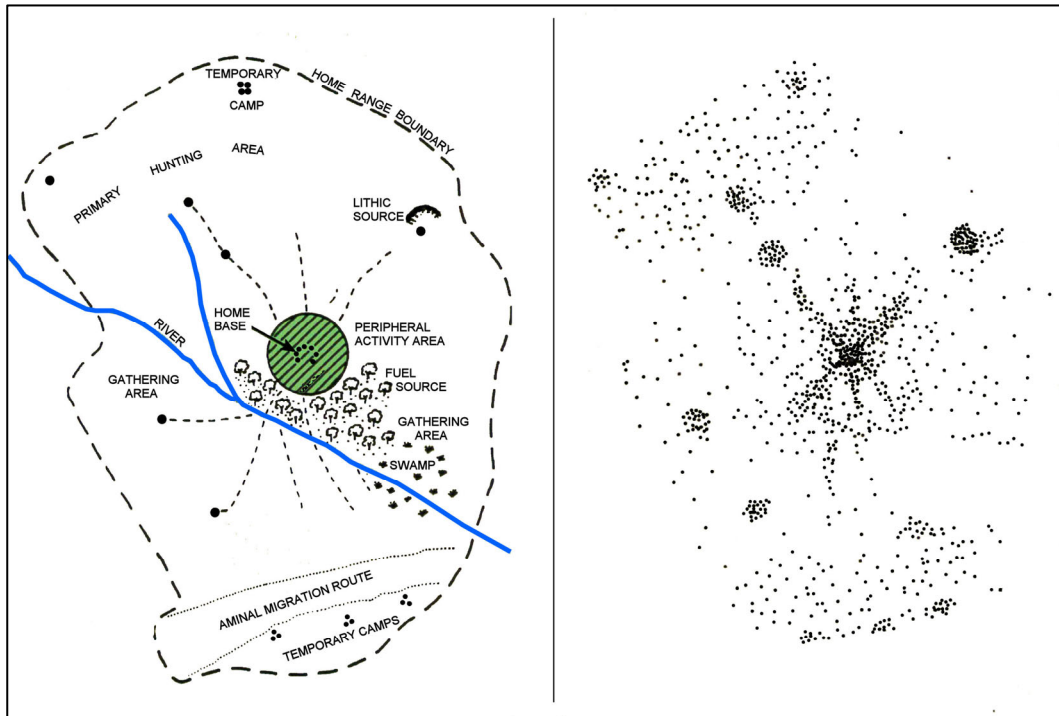 TEMPORARY
CAMP
HOME RANGE BOUNDARY
PRIMARY HUNTING AREA
LITHIC
SOURCE
RIVER
HOME
BASE
PERIPHERAL
ACTIVITY AREA
FUEL
SOURCE
GATHERING
AREA
GATHERING
AREA
SWAMP
AMINAL MIGRATION ROUTE
TEMPORARY CAMPS